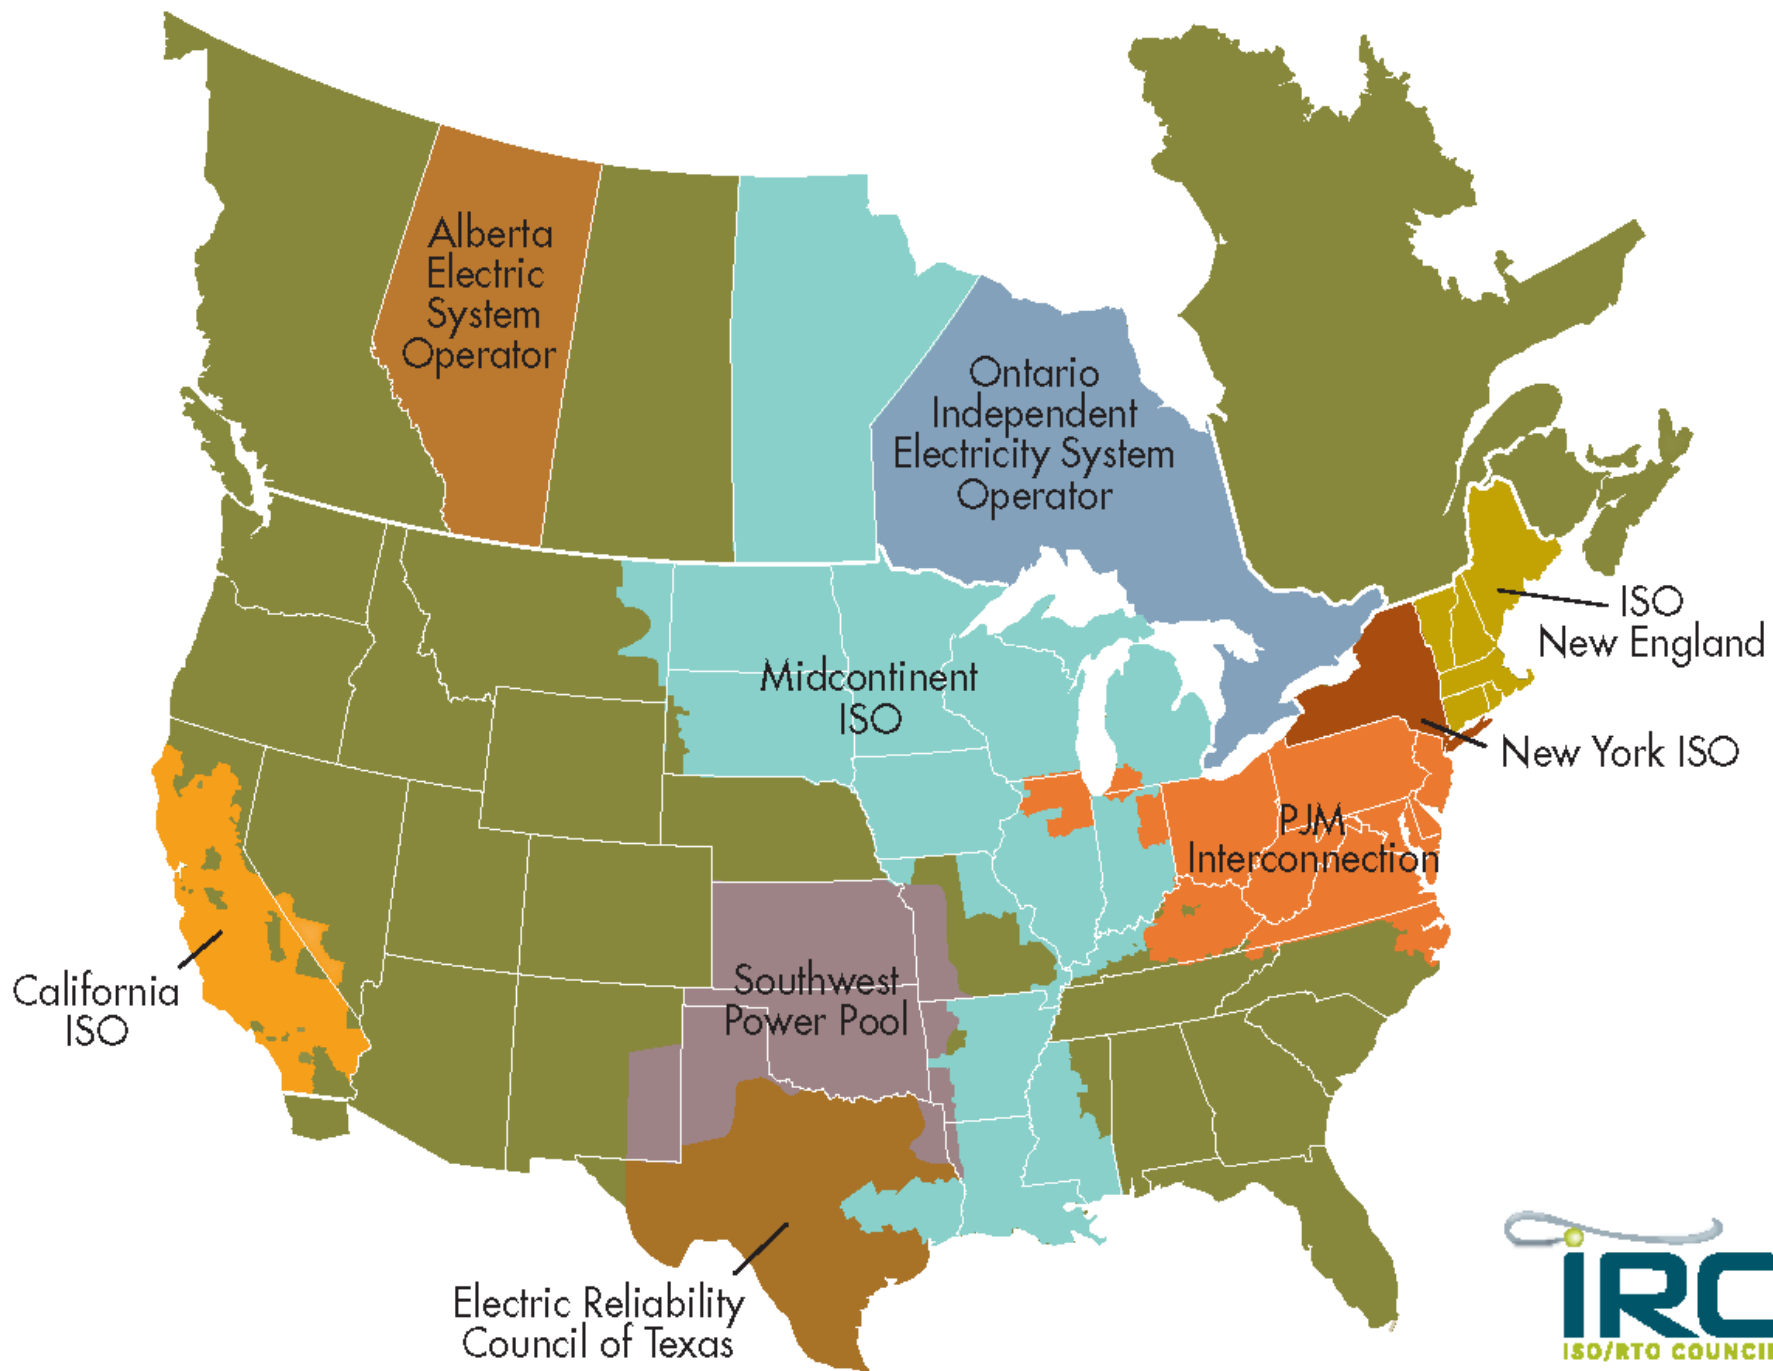 Alberta
Electric
System
Operator
Ontario
Independent
Electricity System
Operator
ISO
New England
Midcontinent
ISO
New York ISO
PJM
Interconnection
California
ISO
Southwest
Power Pool
Electric Reliability
Council of Texas
IRC
ISO/RTO COUNCIL